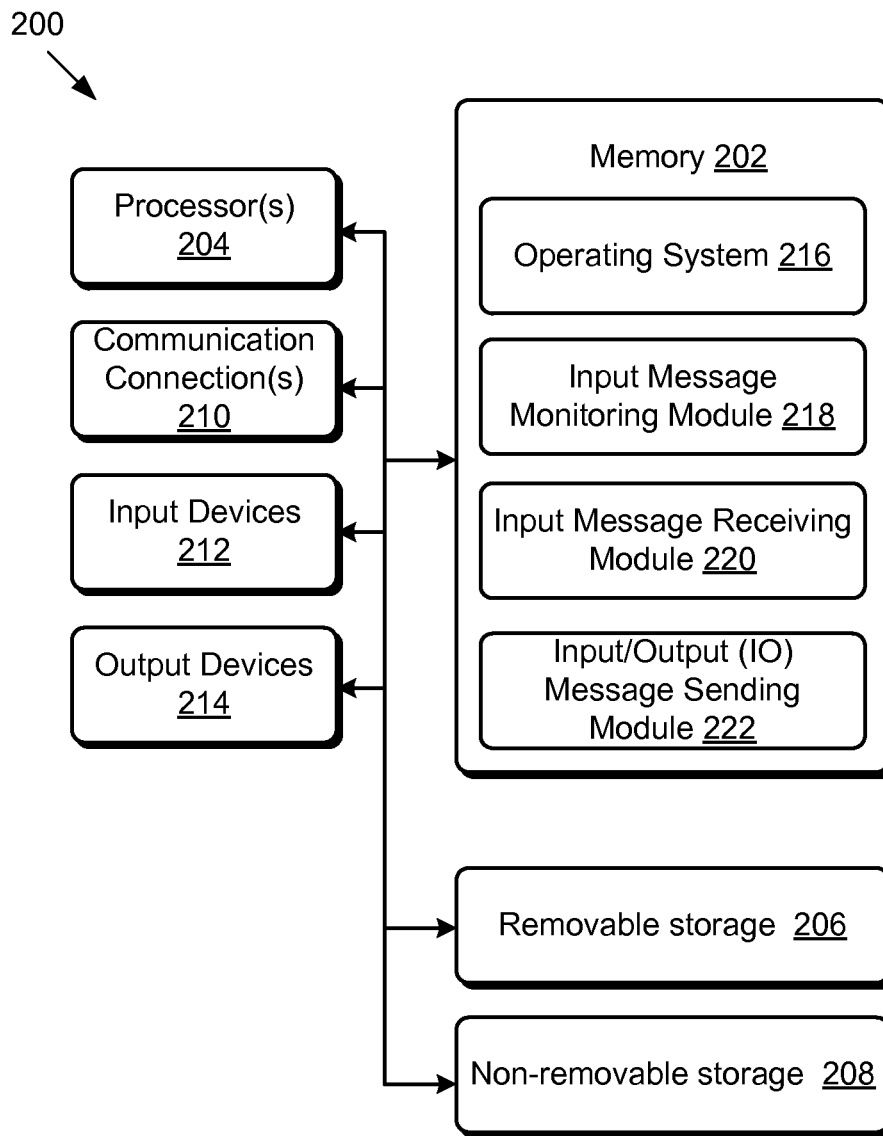 200
Processor(s)
204
Communication
Connection(s)
210
Input Devices
212
Output Devices
214
Memory 202
Operating System 216
Input Message
Monitoring Module 218
Input Message Receiving
Module 220
Input/Output (IO)
Message Sending
Module 222
Removable storage 206
Non-removable storage 208